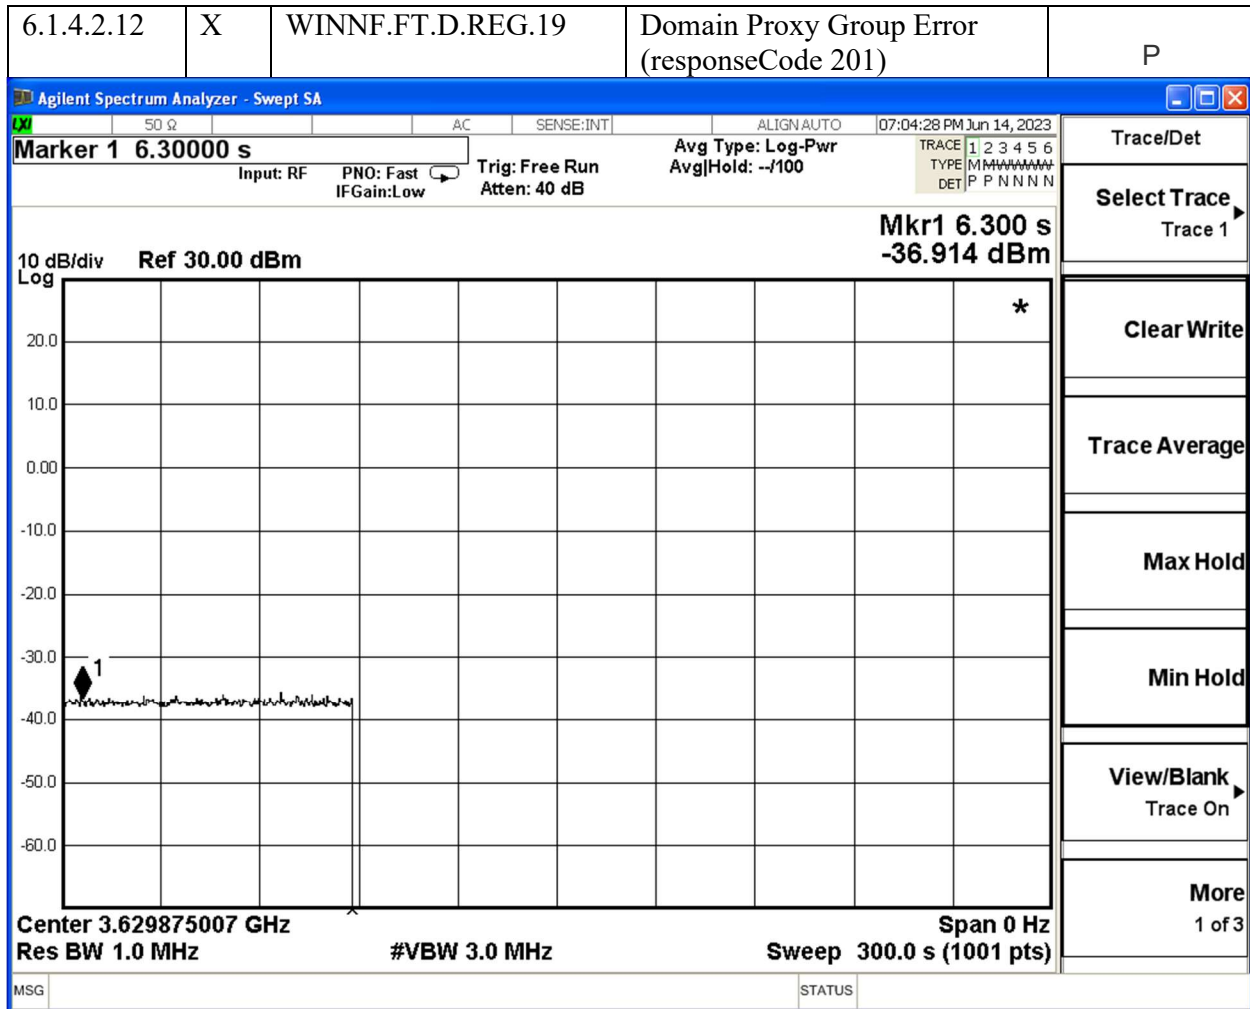 6.1.4.2.12 X WINNF.FT.D.REG.19 Domain Proxy Group Error
(responseCode 201) P
Agilent Spectrum Analyzer - Swept SA
LXI 50 Ω AC SENSE:INT ALIGN AUTO 07:04:28 PM Jun 14, 2023
Marker 1 6.30000 s
Input: RF PNO: Fast Trig: Free Run Avg Type: Log-Pwr TRACE 1 2 3 4 5 6
IFGain:Low Atten: 40 dB Avg|Hold: --/100 TYPE M M W W W W
DET P P N N N N
Mkr1 6.300 s
-36.914 dBm
10 dB/div Ref 30.00 dBm
Log
*
20.0
10.0
0.00
-10.0
-20.0
-30.0
1
-40.0
-50.0
-60.0
Center 3.629875007 GHz Span 0 Hz
Res BW 1.0 MHz #VBW 3.0 MHz Sweep 300.0 s (1001 pts)
MSG STATUS
Trace/Det
Select Trace
Trace 1
Clear Write
Trace Average
Max Hold
Min Hold
View/Blank
Trace On
More
1 of 3